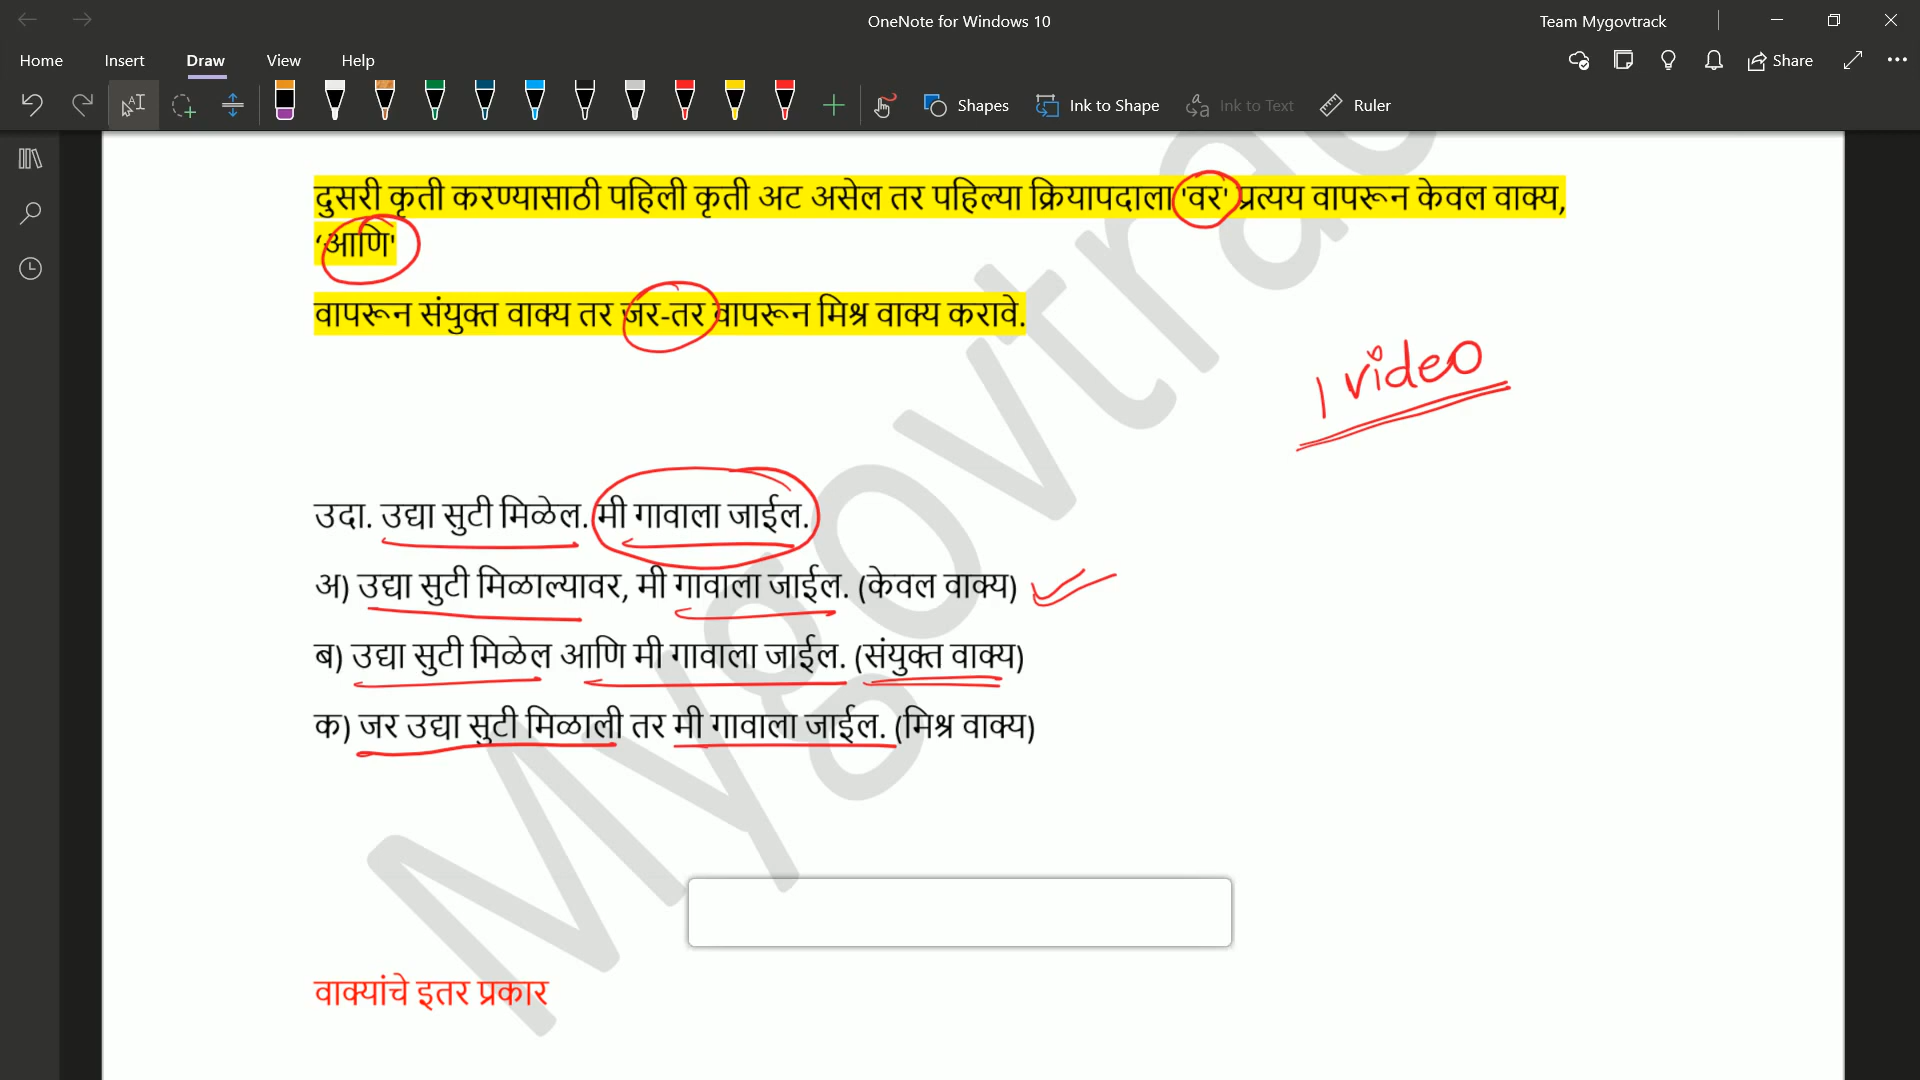 OneNote for Windows 10
Team Mygovtrack
Home Insert Draw View Help
Share
Shapes Ink to Shape Ink to Text Ruler
दुसरी कृती करण्यासाठी पहिली कृती अट असेल तर पहिल्या क्रियापदाला 'वर' प्रत्यय वापरून केवल वाक्य,
‘आणि'
वापरून संयुक्त वाक्य तर जर-तर वापरून मिश्र वाक्य करावे.
1 video
उदा. उद्या सुटी मिळेल. मी गावाला जाईल.
अ) उद्या सुटी मिळाल्यावर, मी गावाला जाईल. (केवल वाक्य)
ब) उद्या सुटी मिळेल आणि मी गावाला जाईल. (संयुक्त वाक्य)
क) जर उद्या सुटी मिळाली तर मी गावाला जाईल. (मिश्र वाक्य)
वाक्यांचे इतर प्रकार
Mygovtrac